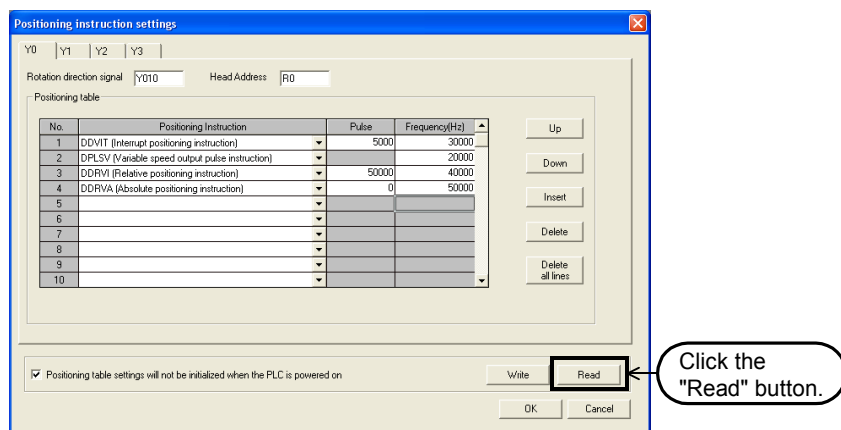 Positioning instruction settings
Y0 Y1 Y2 Y3
Rotation direction signal Y010 Head Address R0
Positioning table
No. Positioning Instruction Pulse Frequency(Hz)
1 DDVIT (Interrupt positioning instruction) 5000 30000
2 DPLSV (Variable speed output pulse instruction) 20000
3 DDRVI (Relative positioning instruction) 50000 40000
4 DDRVA (Absolute positioning instruction) 0 50000
5
6
7
8
9
10
Up
Down
Insert
Delete
Delete
all lines
Positioning table settings will not be initialized when the PLC is powered on
Write Read
OK Cancel
Click the
"Read" button.